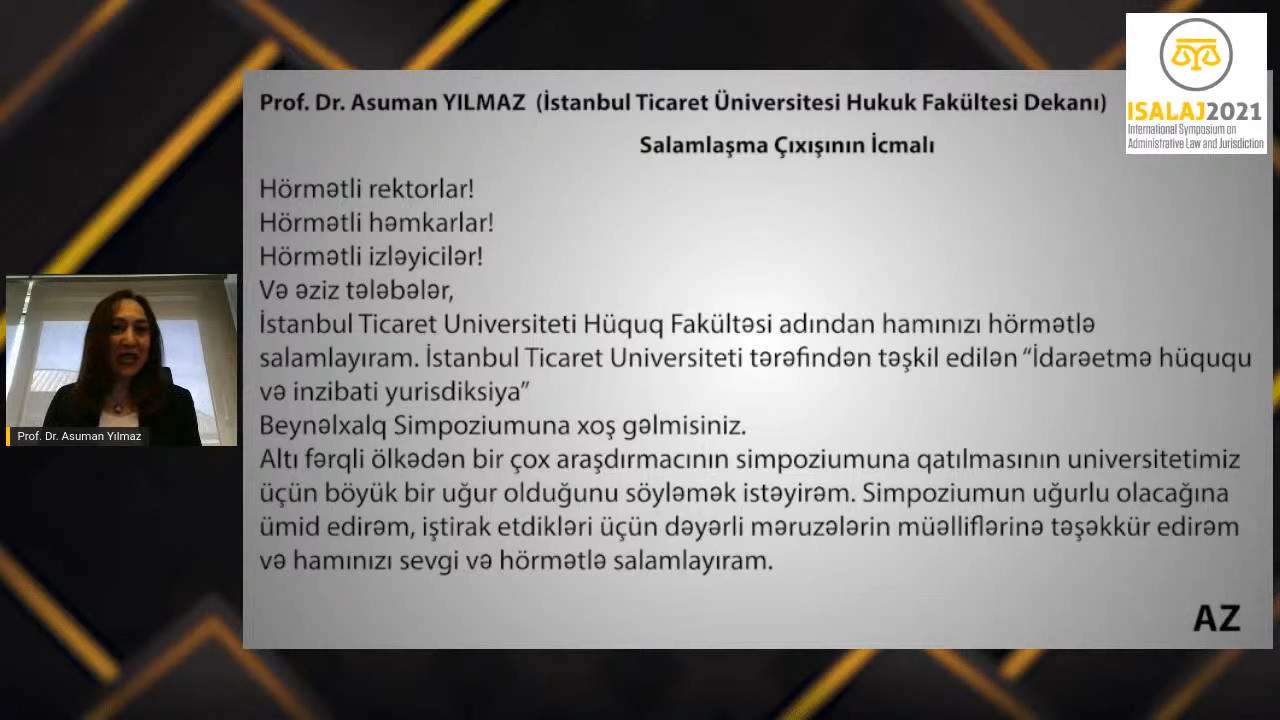 ISALAJ2021
International Symposium on
Administrative Law and Jurisdiction
Prof. Dr. Asuman YILMAZ (İstanbul Ticaret Üniversitesi Hukuk Fakültesi Dekanı)
Salamlaşma Çıxışının İcmalı
Hörmətli rektorlar!
Hörmətli həmkarlar!
Hörmətli izləyicilər!
Və əziz tələbələr,
İstanbul Ticaret Universiteti Hüquq Fakültəsi adından hamınızı hörmətlə
salamlayıram. İstanbul Ticaret Universiteti tərəfindən təşkil edilən “İdarəetmə hüququ
və inzibati yurisdiksiya”
Beynəlxalq Simpoziumuna xoş gəlmisiniz.
Altı fərqli ölkədən bir çox araşdırmacının simpoziumuna qatılmasının universitetimiz
üçün böyük bir uğur olduğunu söyləmək istəyirəm. Simpoziumun uğurlu olacağına
ümid edirəm, iştirak etdikləri üçün dəyərli məruzələrin müəlliflərinə təşəkkür edirəm
və hamınızı sevgi və hörmətlə salamlayıram.
AZ
Prof. Dr. Asuman Yılmaz